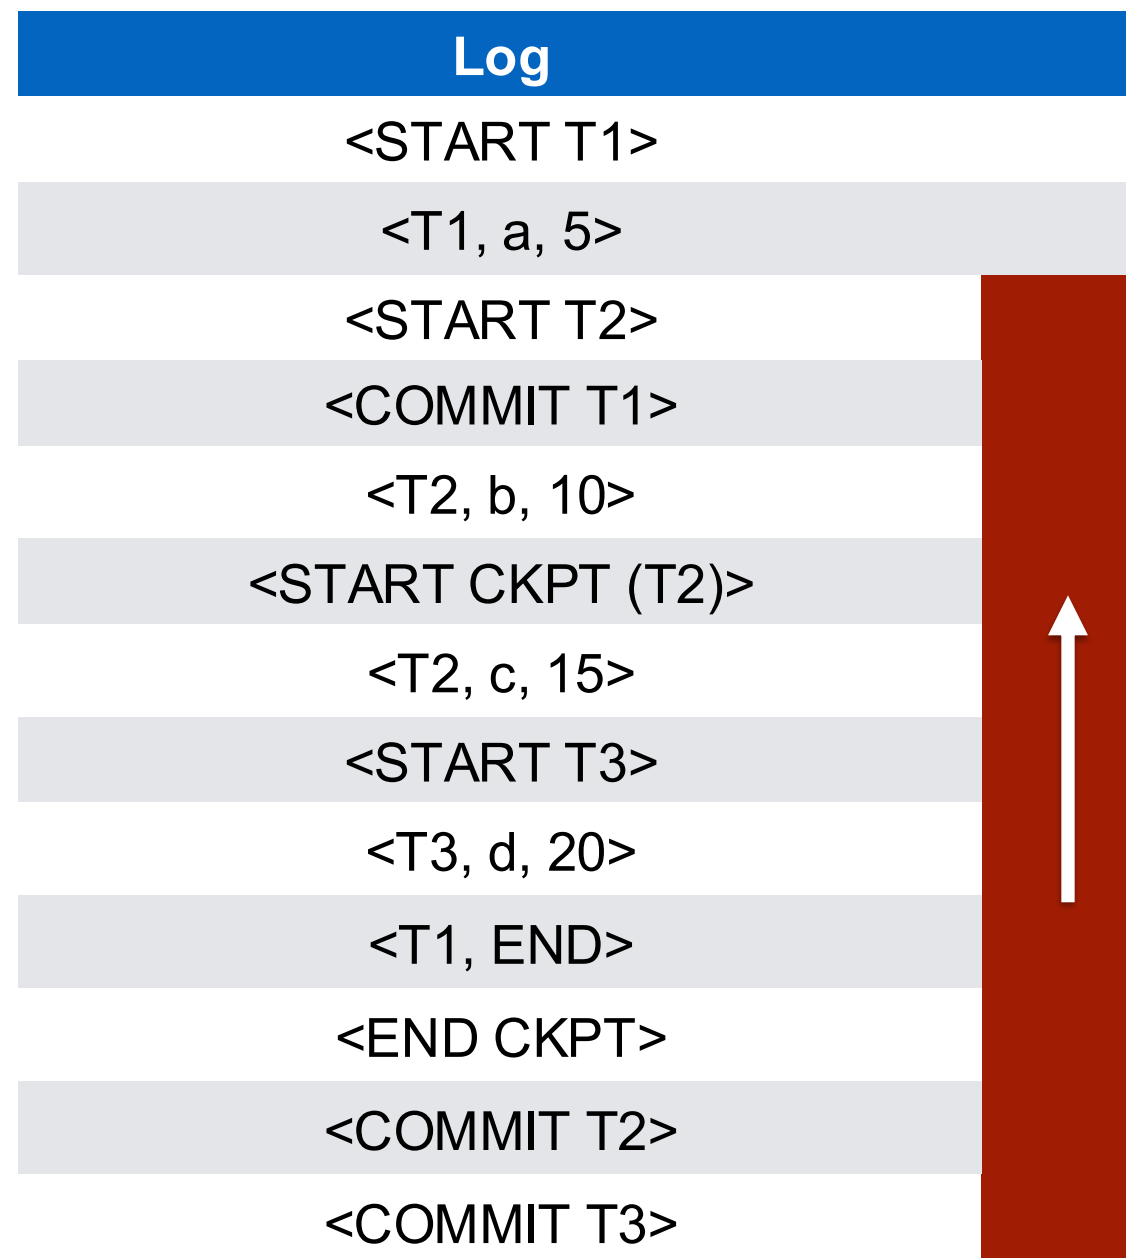 Log
<START T1>
<T1, a, 5>
<START T2>
<COMMIT T1>
<T2, b, 10>
<START CKPT (T2)>
<T2, c, 15>
<START T3>
<T3, d, 20>
<T1, END>
<END CKPT>
<COMMIT T2>
<COMMIT T3>